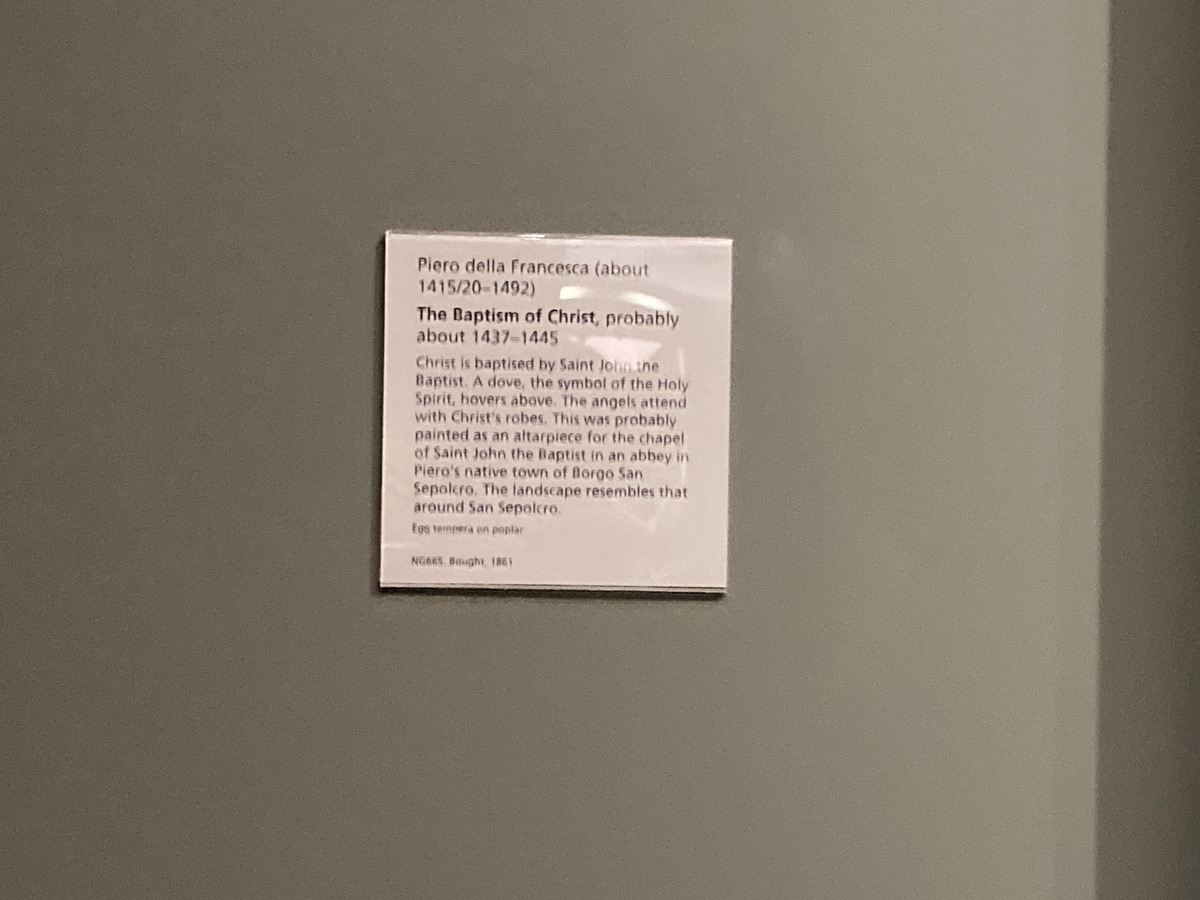 Piero della Francesca (about
1415/20–1492)
The Baptism of Christ, probably
about 1437–1445
Christ is baptised by Saint John the
Baptist. A dove, the symbol of the Holy
Spirit, hovers above. The angels attend
with Christ's robes. This was probably
painted as an altarpiece for the chapel
of Saint John the Baptist in an abbey in
Piero's native town of Borgo San
Sepolcro. The landscape resembles that
around San Sepolcro.
Egg tempera on poplar
NG665. Bought, 1861